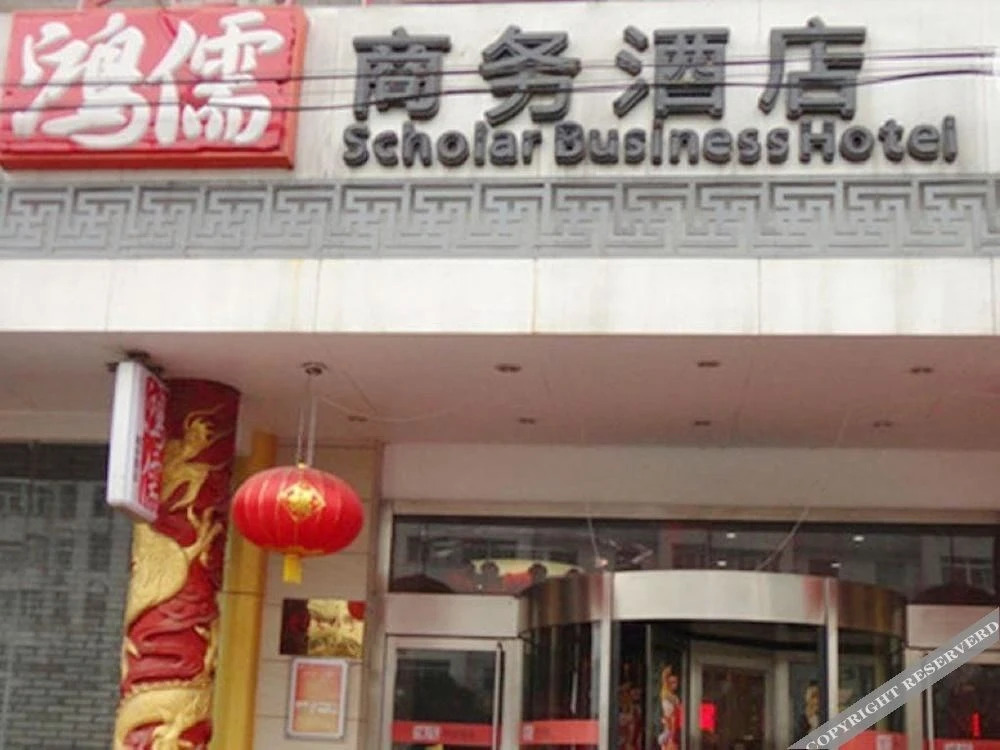 鸿儒
商务酒店
Scholar Business Hotel
COPYRIGHT RESERVERD